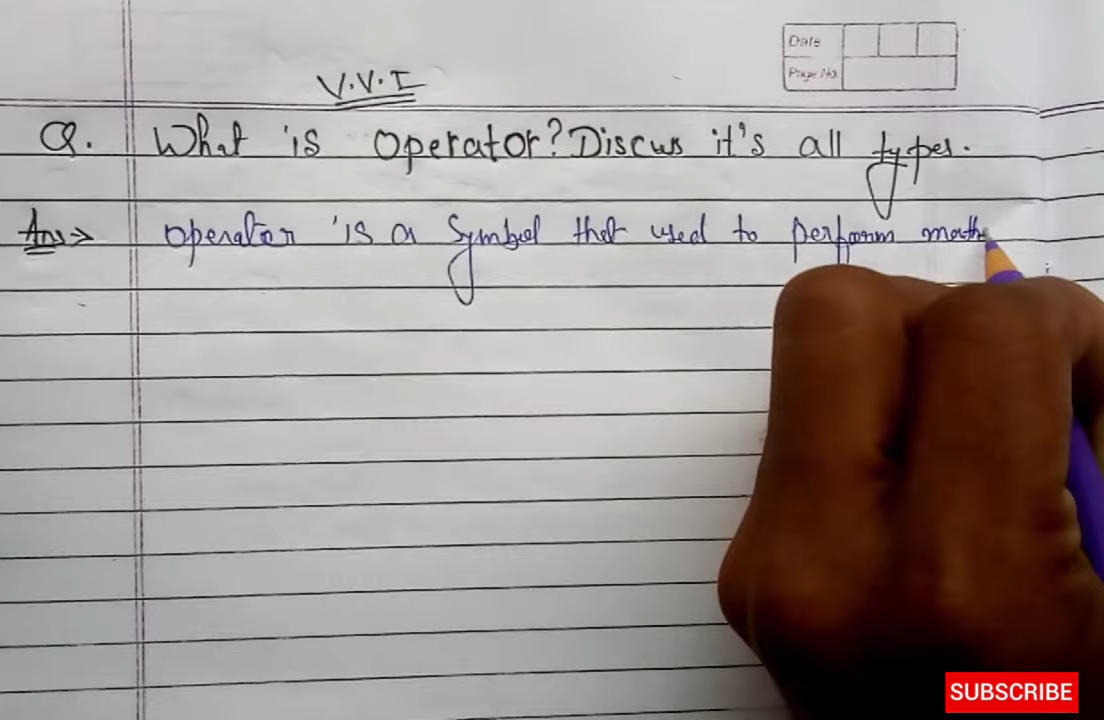 Date
Page No.
V.V.I
Q. What is operator? Discus it's all types.
Ans⇒ operator is a Symbol that used to perform math
SUBSCRIBE